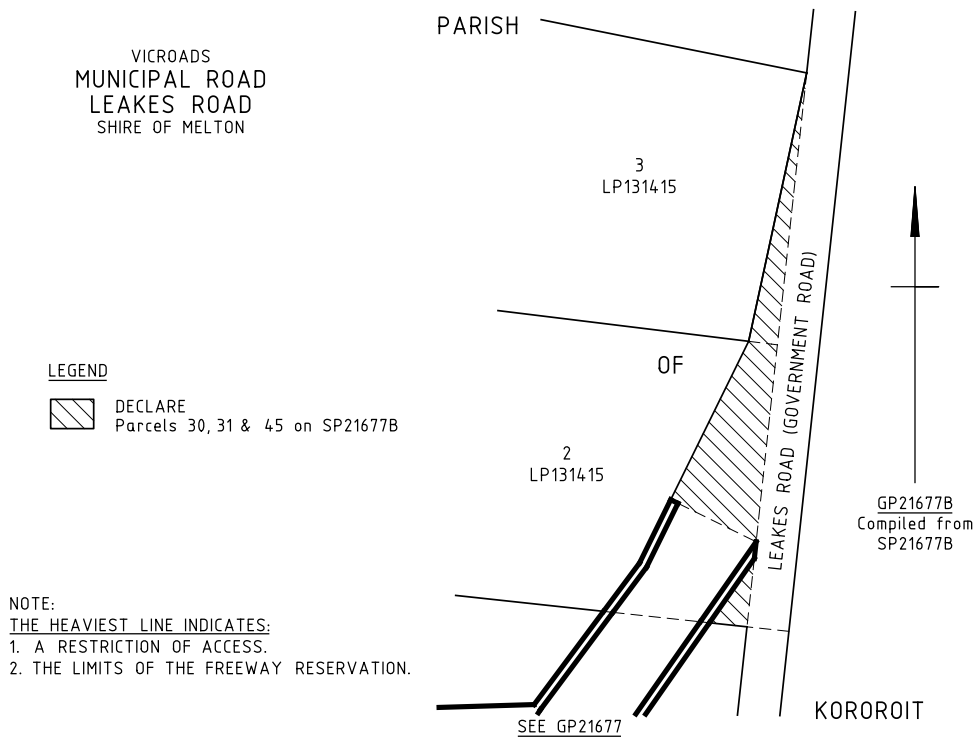 PARISH
VICROADS
MUNICIPAL ROAD
LEAKES ROAD
SHIRE OF MELTON
3
LP131415
LEAKES ROAD (GOVERNMENT ROAD)
OF
LEGEND
DECLARE
Parcels 30, 31 & 45 on SP21677B
2
LP131415
GP21677B
Compiled from
SP21677B
NOTE:
THE HEAVIEST LINE INDICATES:
1. A RESTRICTION OF ACCESS.
2. THE LIMITS OF THE FREEWAY RESERVATION.
KOROROIT
SEE GP21677